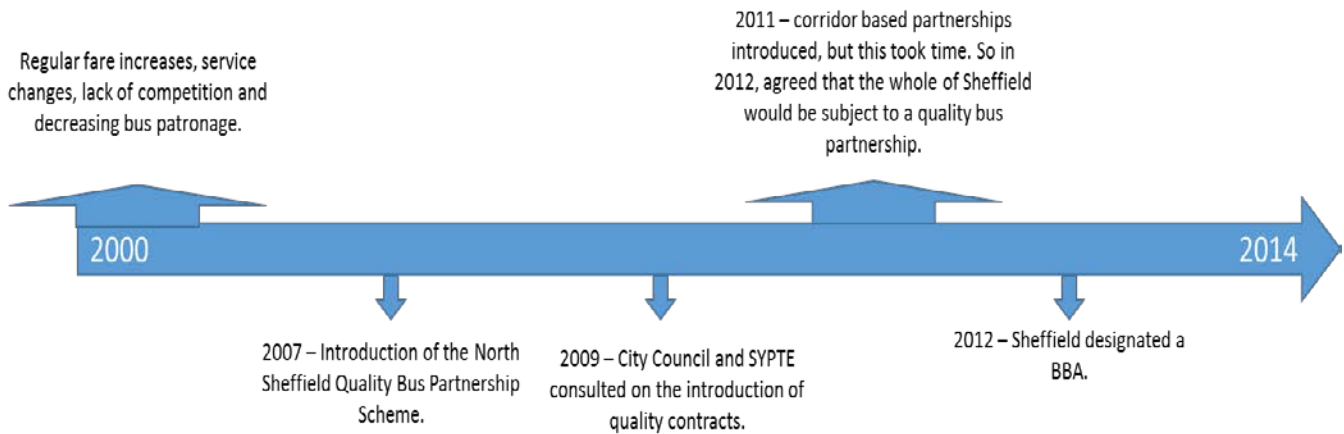 Regular fare increases, service
changes, lack of competition and
decreasing bus patronage.
2011 – corridor based partnerships
introduced, but this took time. So in
2012, agreed that the whole of Sheffield
would be subject to a quality bus
partnership.
2000
2014
2007 – Introduction of the North
Sheffield Quality Bus Partnership
Scheme.
2009 – City Council and SYPTE
consulted on the introduction of
quality contracts.
2012 – Sheffield designated a
BBA.